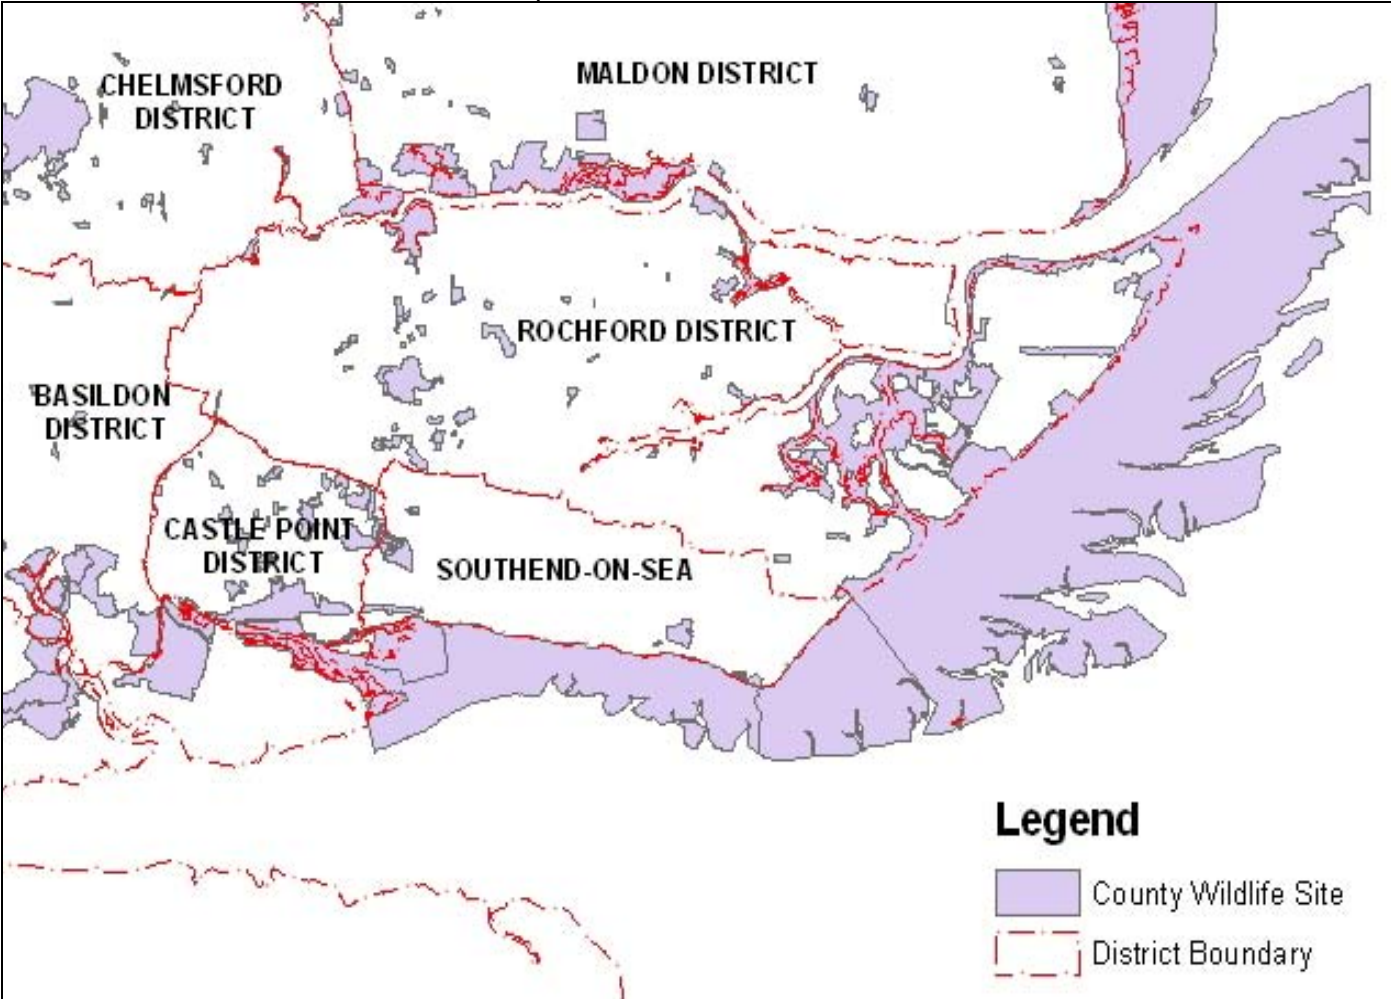 CHELMSFORD
DISTRICT
MALDON DISTRICT
ROCHFORD DISTRICT
BASILDON
DISTRICT
CASTLE POINT
DISTRICT
SOUTHEND-ON-SEA
Legend
County Wildlife Site
District Boundary